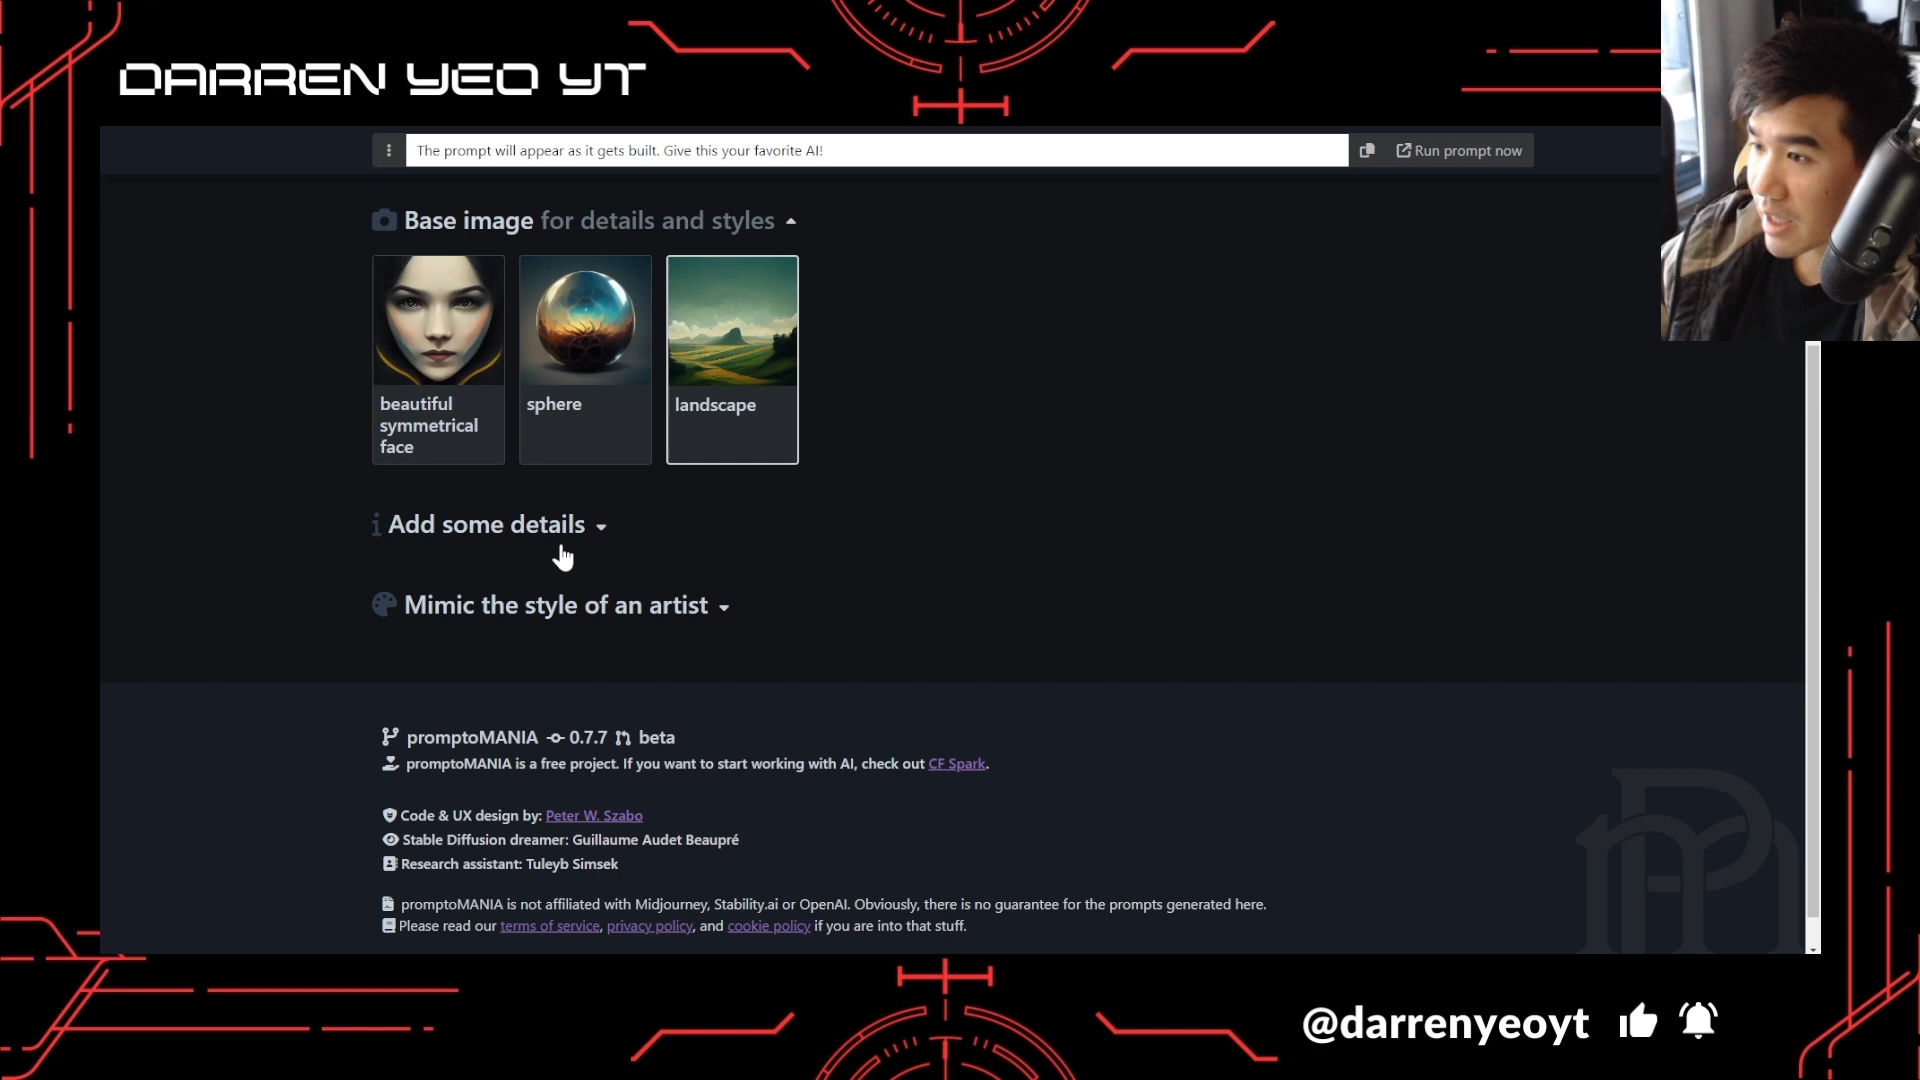 DARREN YEO YT
The prompt will appear as it gets built. Give this your favorite AI!
Run prompt now
Base image for details and styles
beautiful
symmetrical
face
sphere
landscape
Add some details
Mimic the style of an artist
promptoMANIA 0.7.7 beta
promptoMANIA is a free project. If you want to start working with AI, check out CF Spark.
Code & UX design by: Peter W. Szabo
Stable Diffusion dreamer: Guillaume Audet Beaupré
Research assistant: Tuleyb Simsek
promptoMANIA is not affiliated with Midjourney, Stability.ai or OpenAI. Obviously, there is no guarantee for the prompts generated here.
Please read our terms of service, privacy policy, and cookie policy if you are into that stuff.
@darrenyeoyt